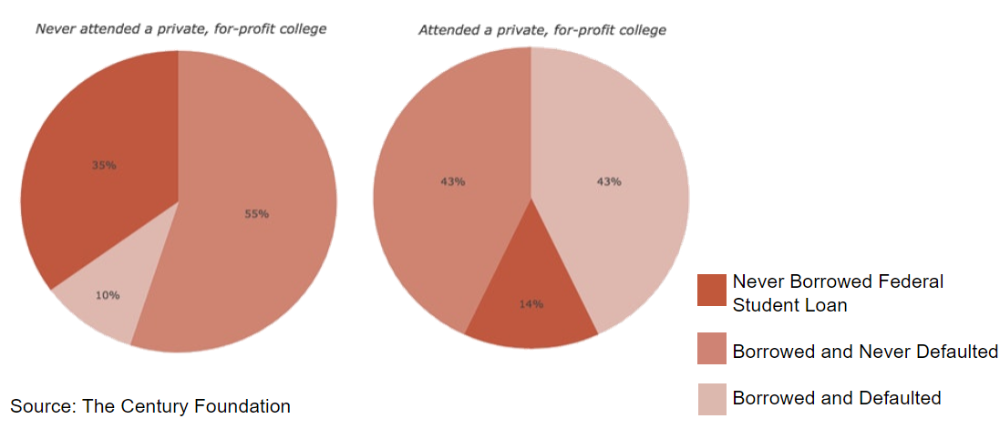 Never attended a private, for-profit college
Attended a private, for-profit college
35%
55%
10%
43%
43%
14%
Never Borrowed Federal
Student Loan
Borrowed and Never Defaulted
Borrowed and Defaulted
Source: The Century Foundation